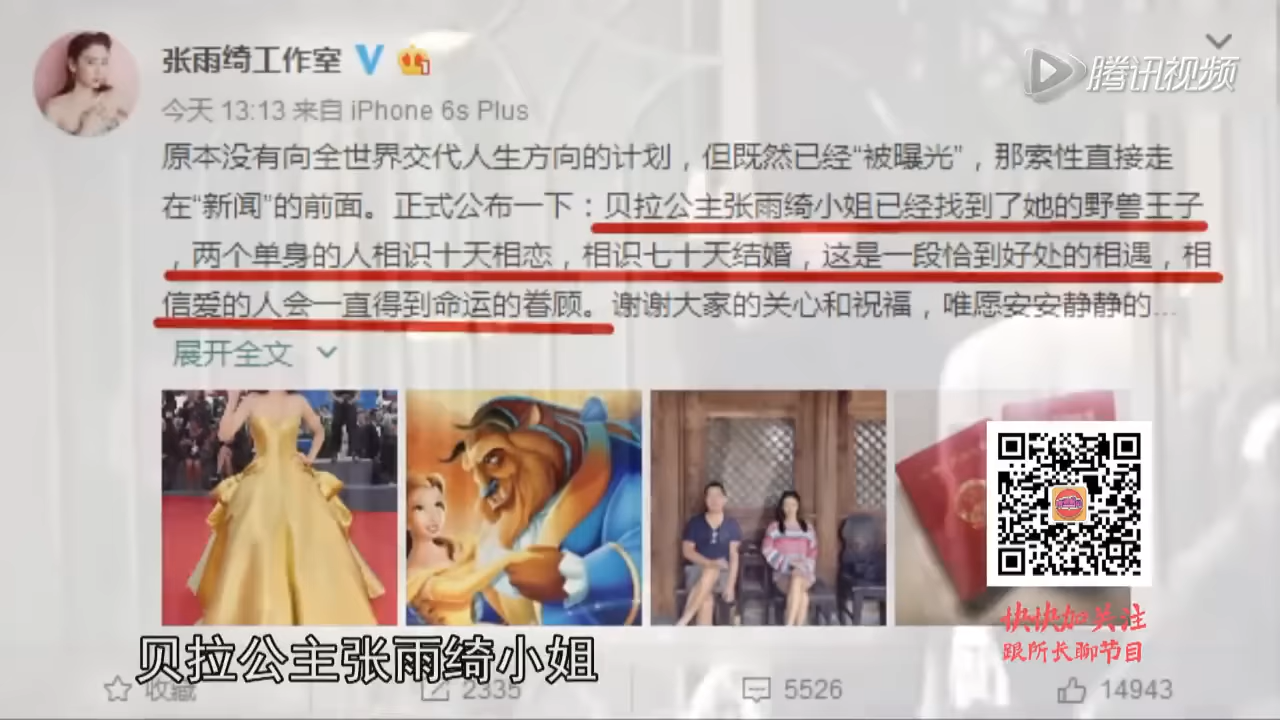 张雨绮工作室
腾讯视频
今天 13:13 来自 iPhone 6s Plus
原本没有向全世界交代人生方向的计划，但既然已经“被曝光”，那索性直接走
在“新闻”的前面。正式公布一下：贝拉公主张雨绮小姐已经找到了她的野兽王子
，两个单身的人相识十天相恋，相识七十天结婚，这是一段恰到好处的相遇，相
信爱的人会一直得到命运的眷顾。谢谢大家的关心和祝福，唯愿安安静静的...
展开全文
快快加关注
跟所长聊节目
贝拉公主张雨绮小姐
收藏
2335
5526
14943